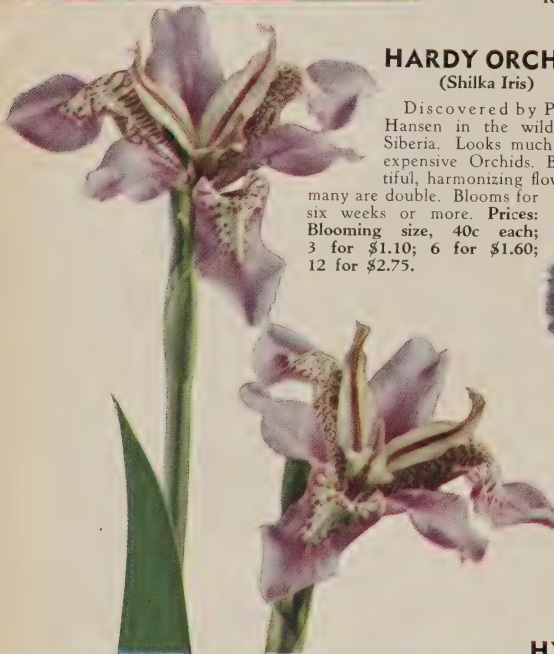 HARDY ORCH
(Shilka Iris)
Discovered by P
Hansen in the wild
Siberia. Looks much
expensive Orchids. B
tiful, harmonizing flow
many are double. Blooms for
six weeks or more. Prices:
Blooming size, 40c each;
3 for $1.10; 6 for $1.60;
12 for $2.75.
HY